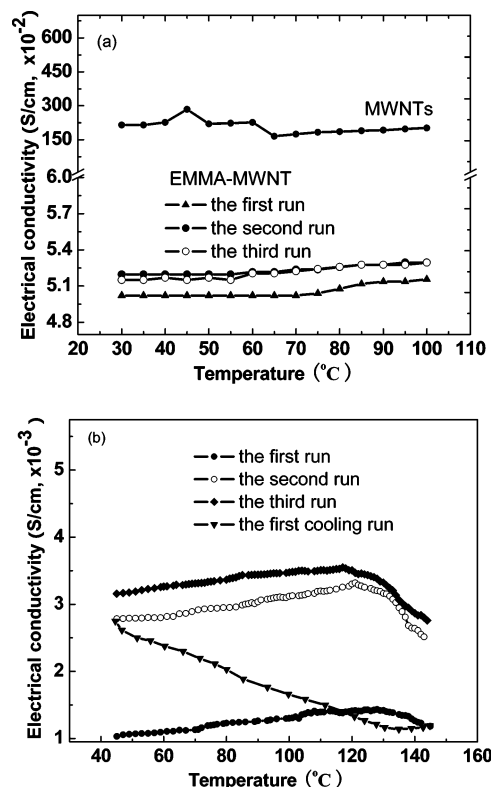 (a)
Electrical conductivity (S/cm, x10⁻²)
600
450
300
150
6.0
5.7
5.4
5.1
4.8
MWNTs
EMMA-MWNT
the first run
the second run
the third run
20 30 40 50 60 70 80 90 100 110
Temperature (°C)
(b)
Electrical conductivity (S/cm, x10⁻³)
5
4
3
2
1
the first run
the second run
the third run
the first cooling run
40 60 80 100 120 140 160
Temperature (°C)